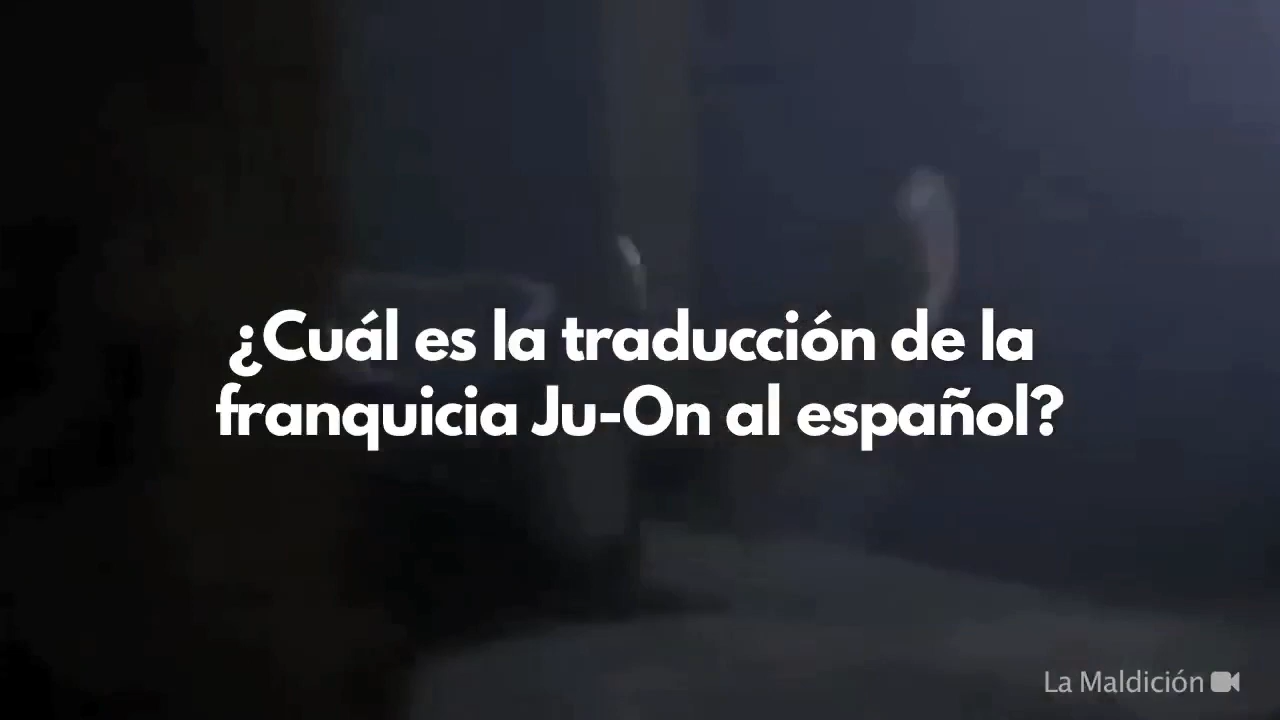 ¿Cuál es la traducción de la
franquicia Ju-On al español?
La Maldición